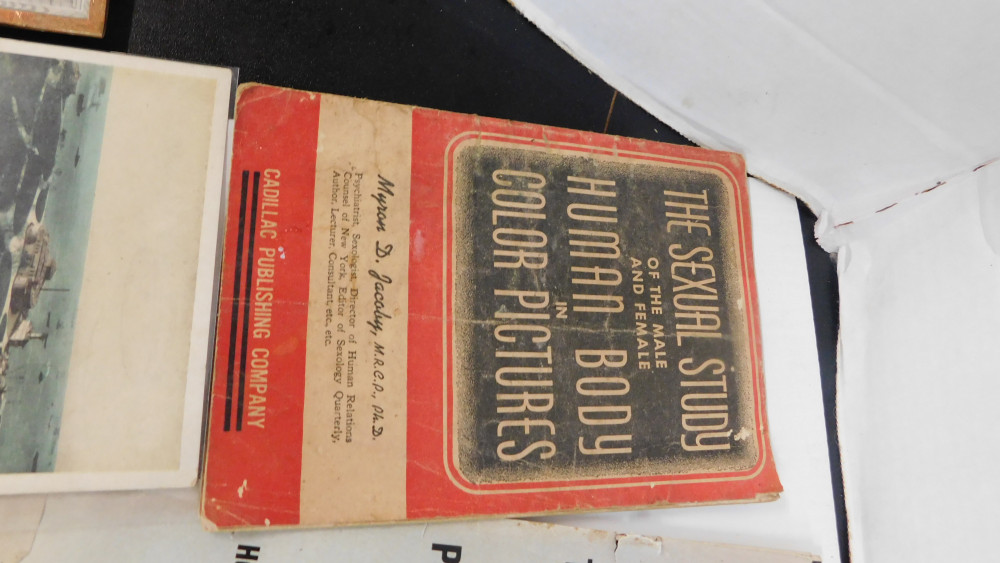 THE SEXUAL STUDY
OF THE MALE
AND FEMALE
HUMAN BODY
IN
COLOR PICTURES
Myron D. Jacoby, M.R.C.P., Ph.D.
Psychiatrist, Sexologist, Director of Human Relations
Counsel of New York, Editor of Sexology Quarterly,
Author, Lecturer, Consultant, etc., etc.
CADILLAC PUBLISHING COMPANY